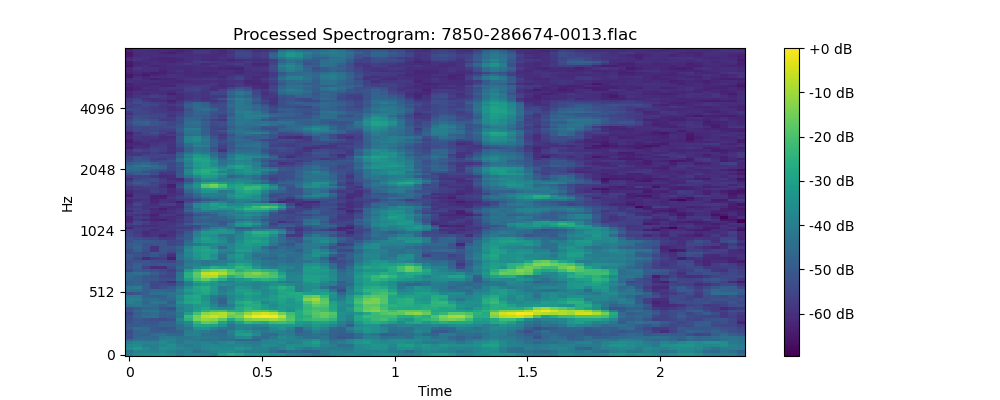 Processed Spectrogram: 7850-286674-0013.flac
+0 dB
-10 dB
-20 dB
-30 dB
-40 dB
-50 dB
-60 dB
4096
2048
1024
512
0
Hz
0
0.5
1
1.5
2
Time